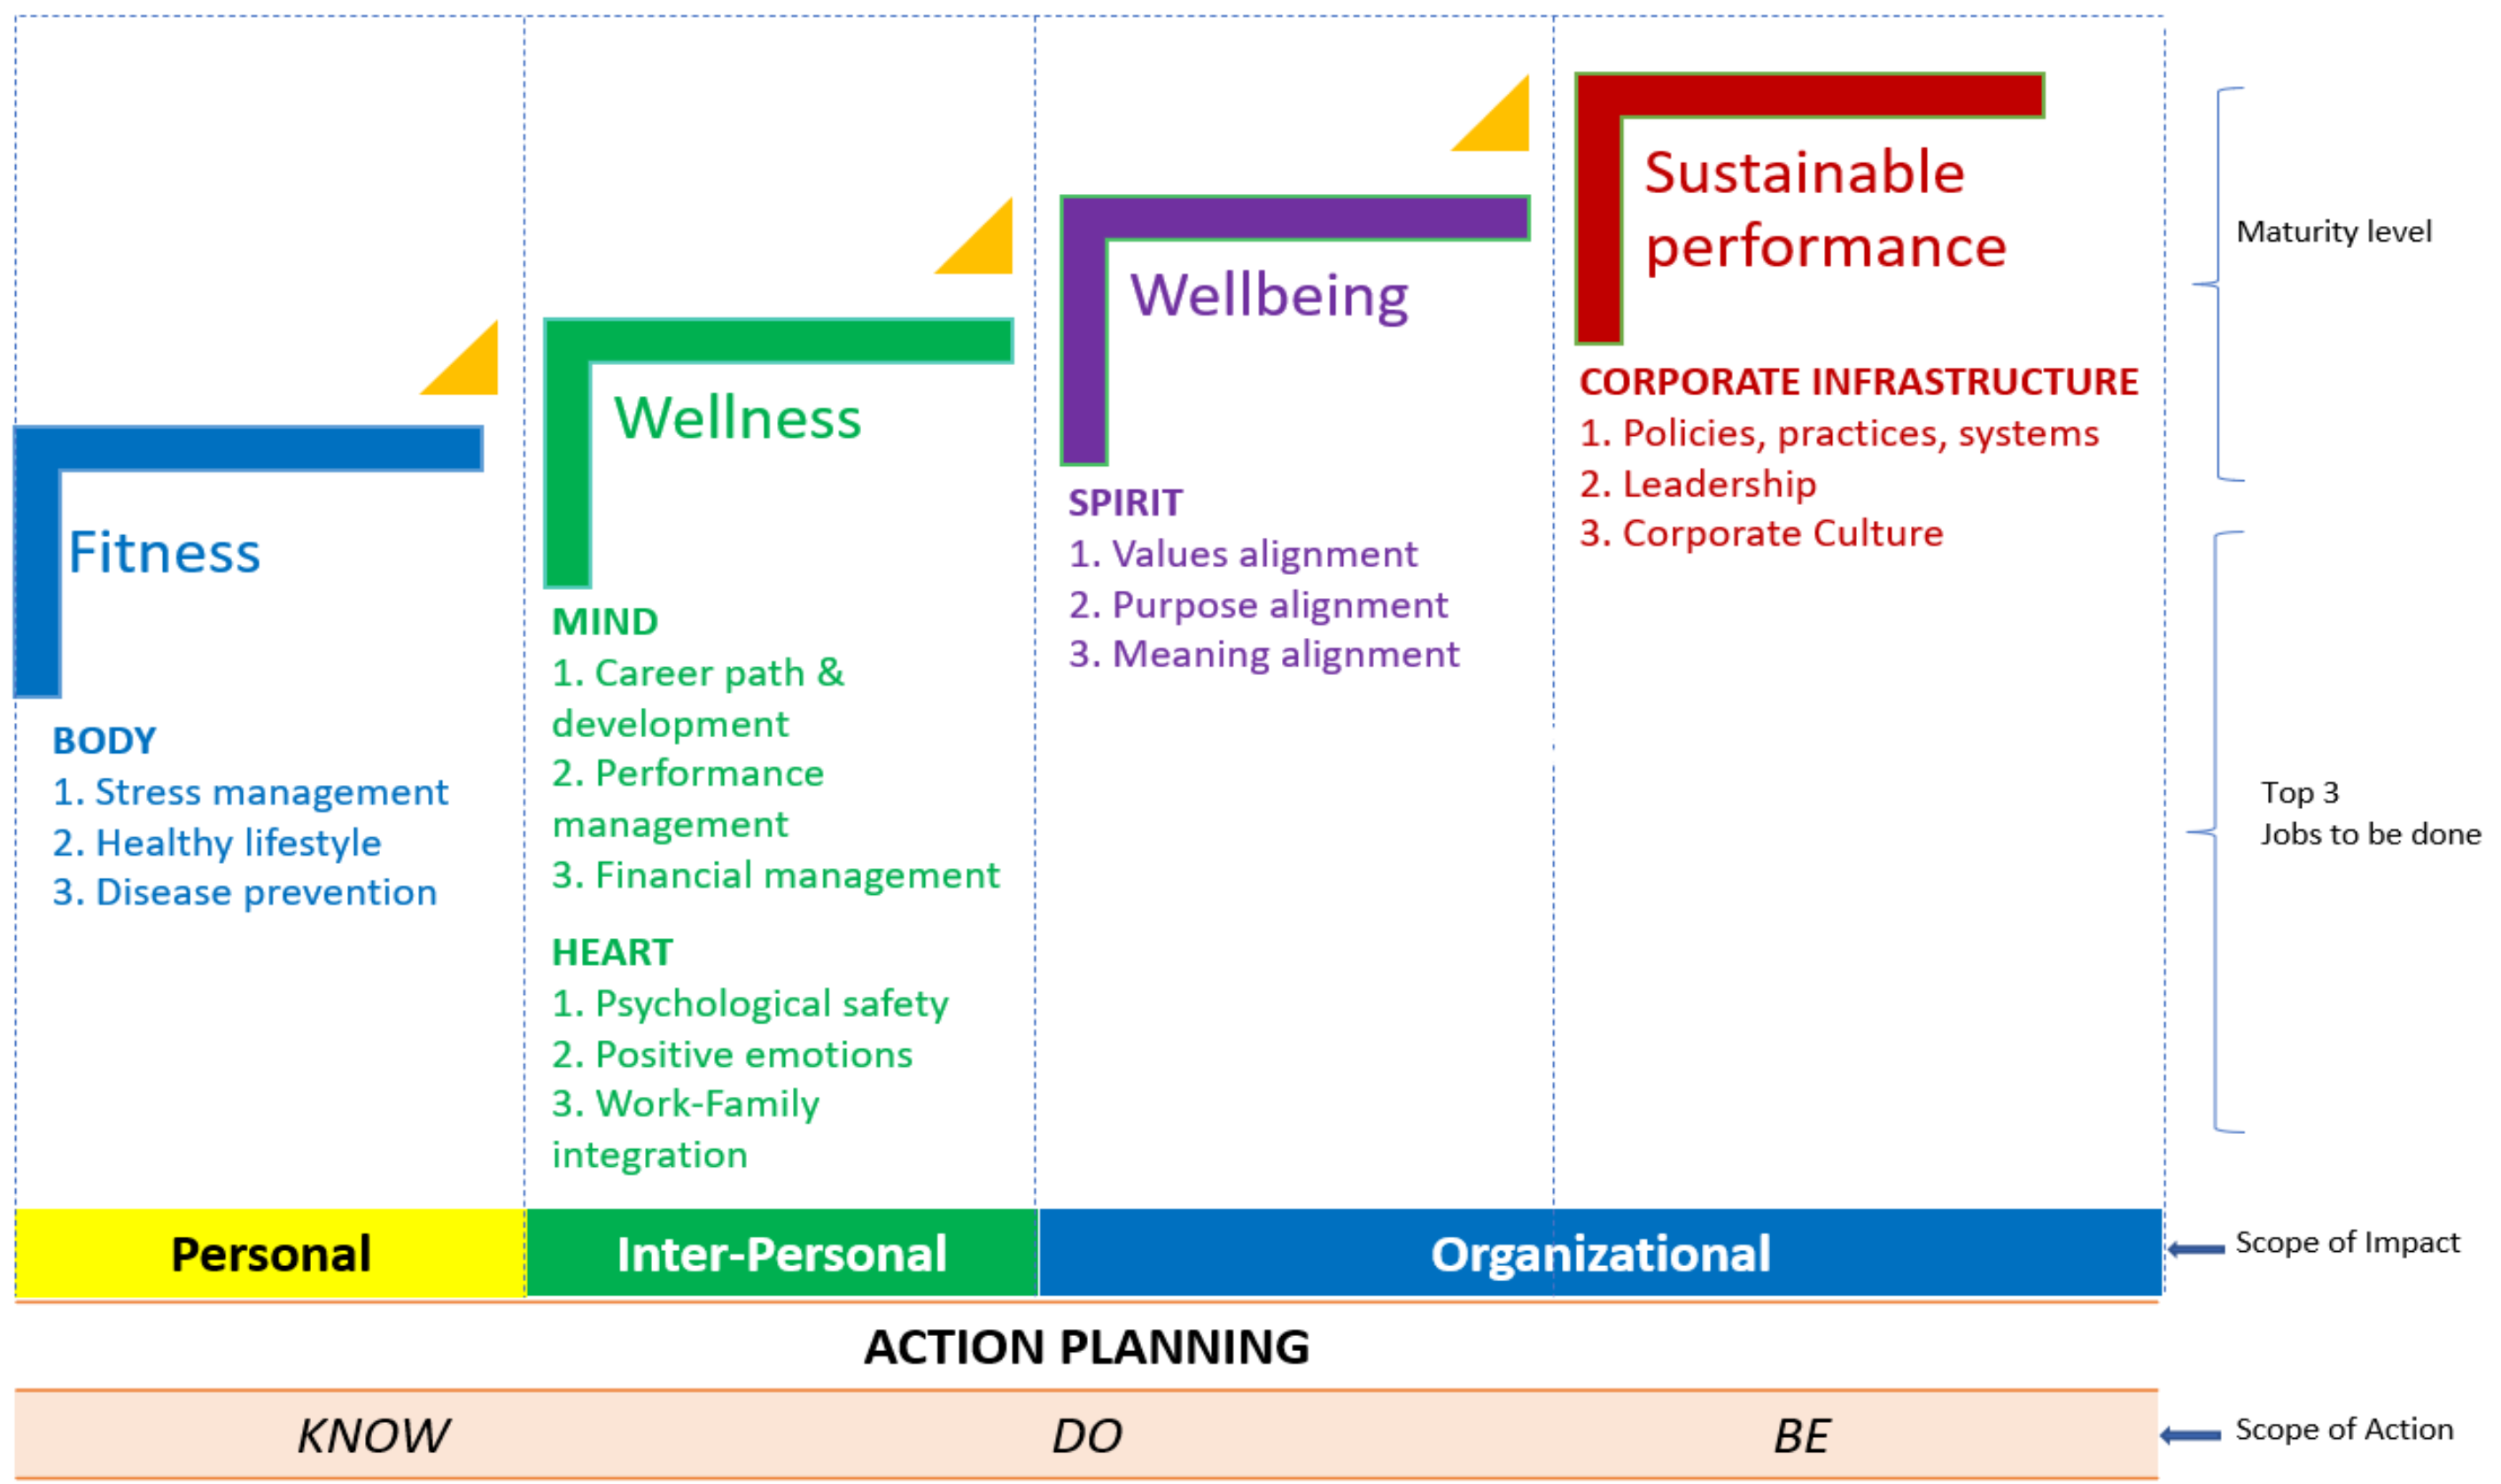 Fitness
BODY
1. Stress management
2. Healthy lifestyle
3. Disease prevention
Wellness
MIND
1. Career path &
development
2. Performance
management
3. Financial management
HEART
1. Psychological safety
2. Positive emotions
3. Work-Family
integration
Wellbeing
SPIRIT
1. Values alignment
2. Purpose alignment
3. Meaning alignment
Sustainable
performance
CORPORATE INFRASTRUCTURE
1. Policies, practices, systems
2. Leadership
3. Corporate Culture
Maturity level
Top 3
Jobs to be done
Personal
Inter-Personal
Organizational
Scope of Impact
ACTION PLANNING
KNOW
DO
BE
Scope of Action